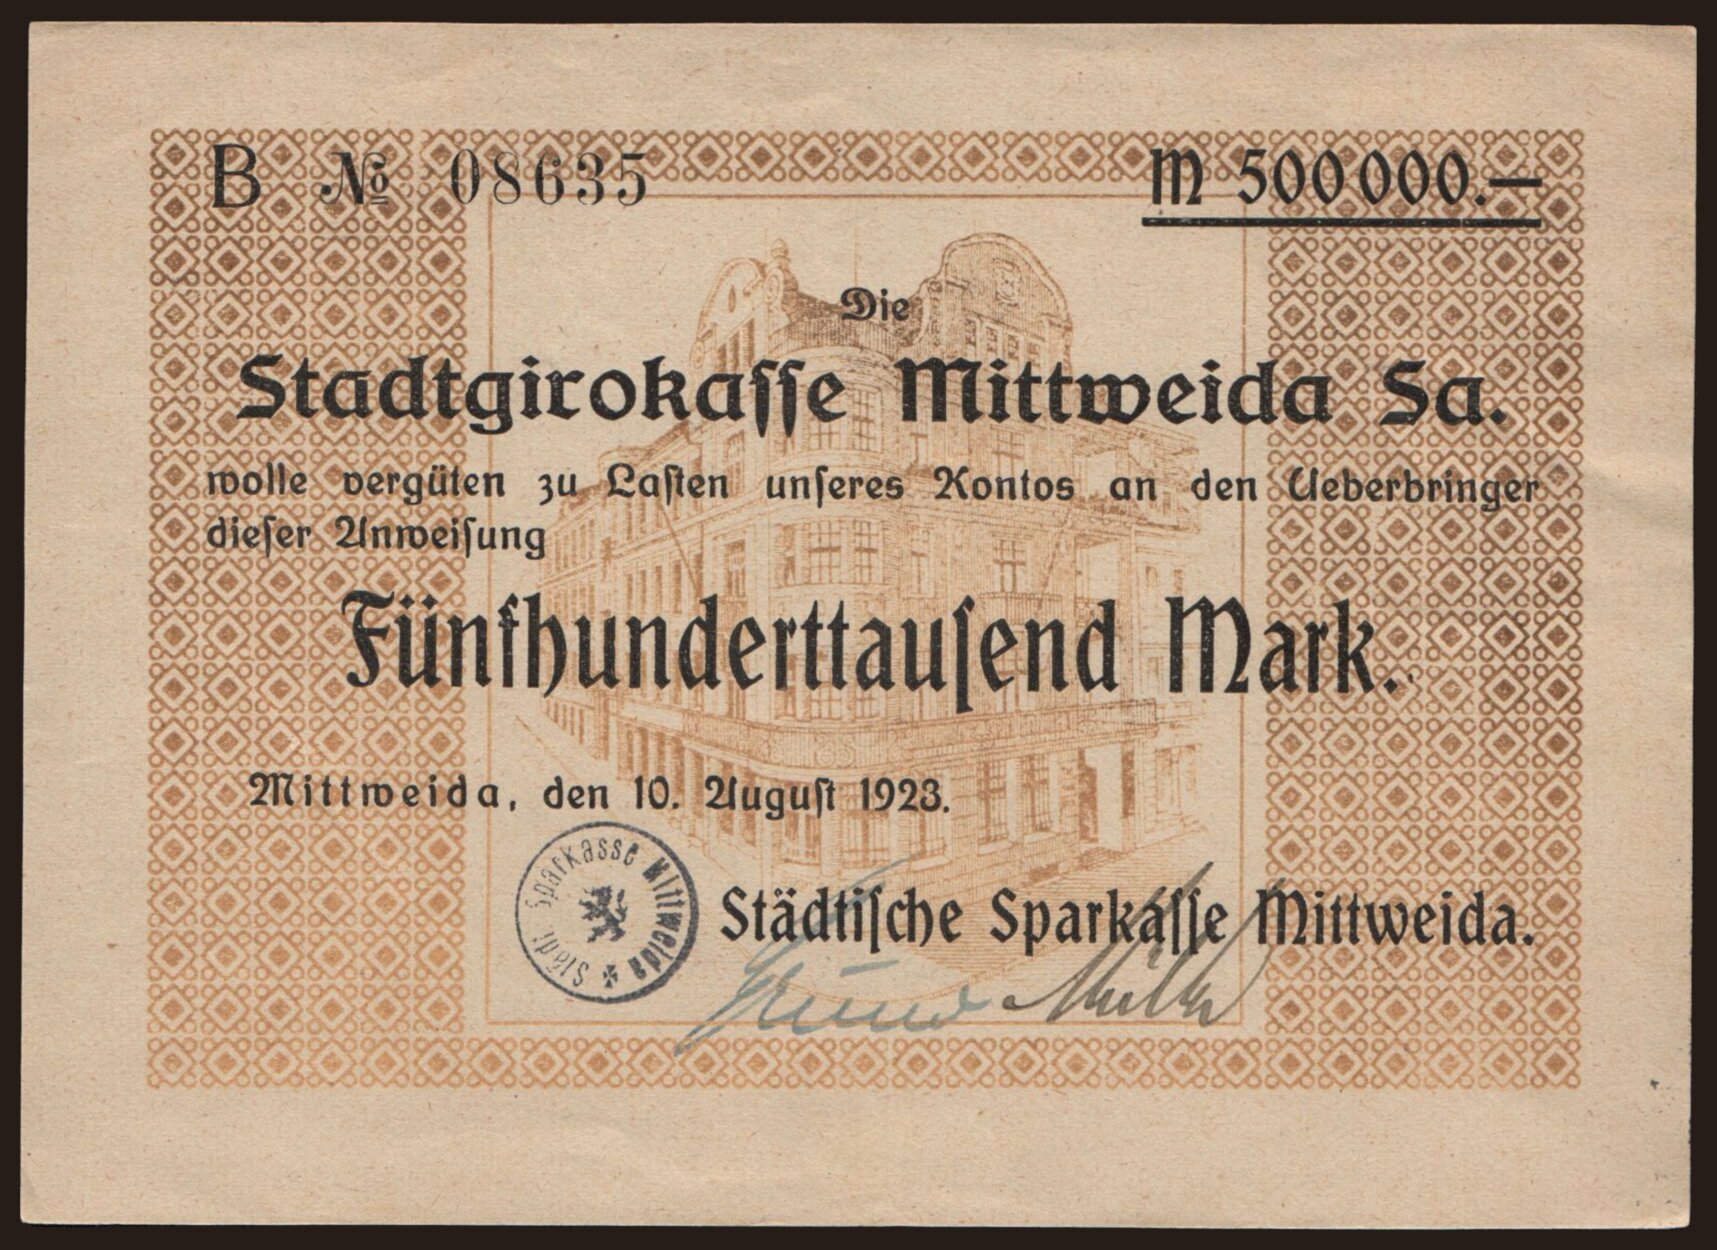 B № 08635 M 500000.—
Die
Stadtgirokaſſe Mittweida Sa.
wolle vergüten zu Laſten unſeres Kontos an den Ueberbringer
dieſer Anweiſung
Fünfhunderttauſend Mark.
Mittweida, den 10. Auguſt 1923.
Städt. Sparkasse Mittweida
Städtiſche Sparkaſſe Mittweida.